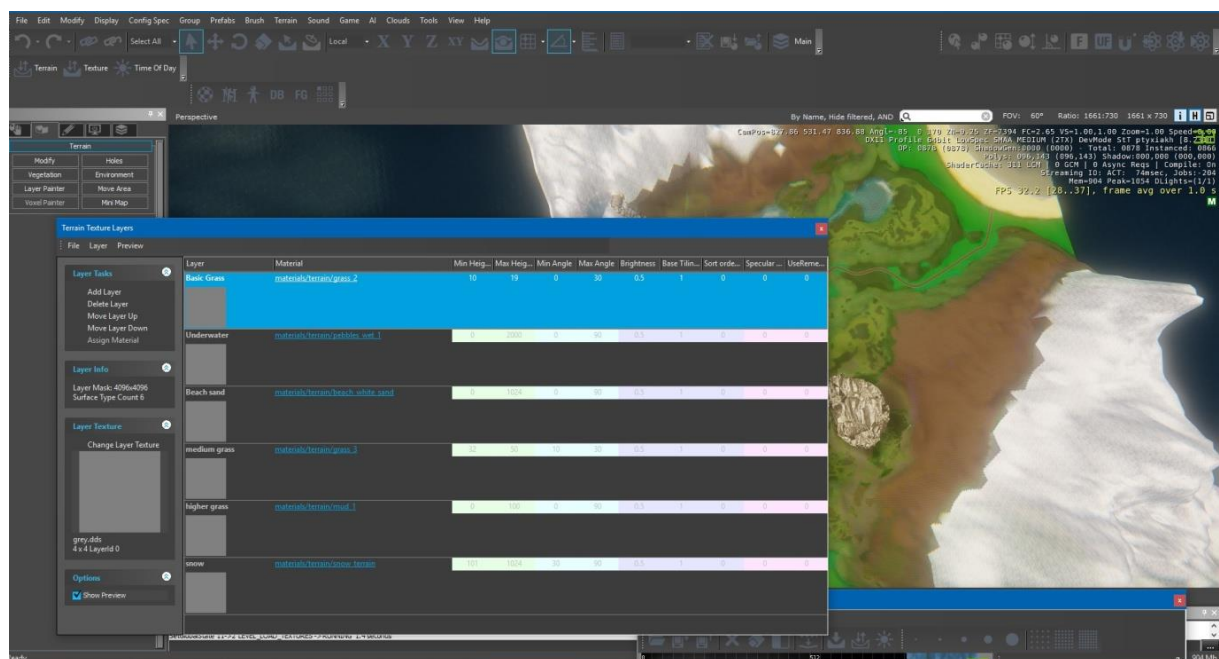 File Edit Modify Display Config Spec Group Prefabs Brush Terrain Sound Game AI Clouds Tools View Help
Select All Local X Y Z XY Main F UF
Terrain Texture Time Of Day
DB FG
Perspective By Name, Hide filtered, AND FOV: 60° Ratio: 1661:730 1661 x 730 i H
Terrain
Modify Holes
Vegetation Environment
Layer Painter Move Area
Voxel Painter Mini Map
FPS 32.2 [28..37], frame avg over 1.0 s
M
Terrain Texture Layers
File Layer Preview
Layer Tasks
Add Layer
Delete Layer
Move Layer Up
Move Layer Down
Assign Material
Layer Info
Layer Mask: 4096x4096
Surface Type Count 6
Layer Texture
Change Layer Texture
grey.dds
4 x 4 LayerId 0
Options
Show Preview
Layer Material Min Heig... Max Heig... Min Angle Max Angle Brightness Base Tilin... Sort orde... Specular ... UseReme...
Basic Grass materials/terrain/grass_2 10 19 0 30 0.5 1 0 0 0
Underwater materials/terrain/pebbles_wet_1 0 2000 0 90 0.5 1 0 0 0
Beach sand materials/terrain/beach_white_sand 0 1024 0 90 0.5 1 0 0 0
medium grass materials/terrain/grass_3 32 50 10 30 0.5 1 0 0 0
higher grass materials/terrain/mud_1 0 100 0 90 0.5 1 0 0 0
snow materials/terrain/snow_terrain 101 1024 30 90 0.5 1 0 0 0
0 512
Ready 904 Mb